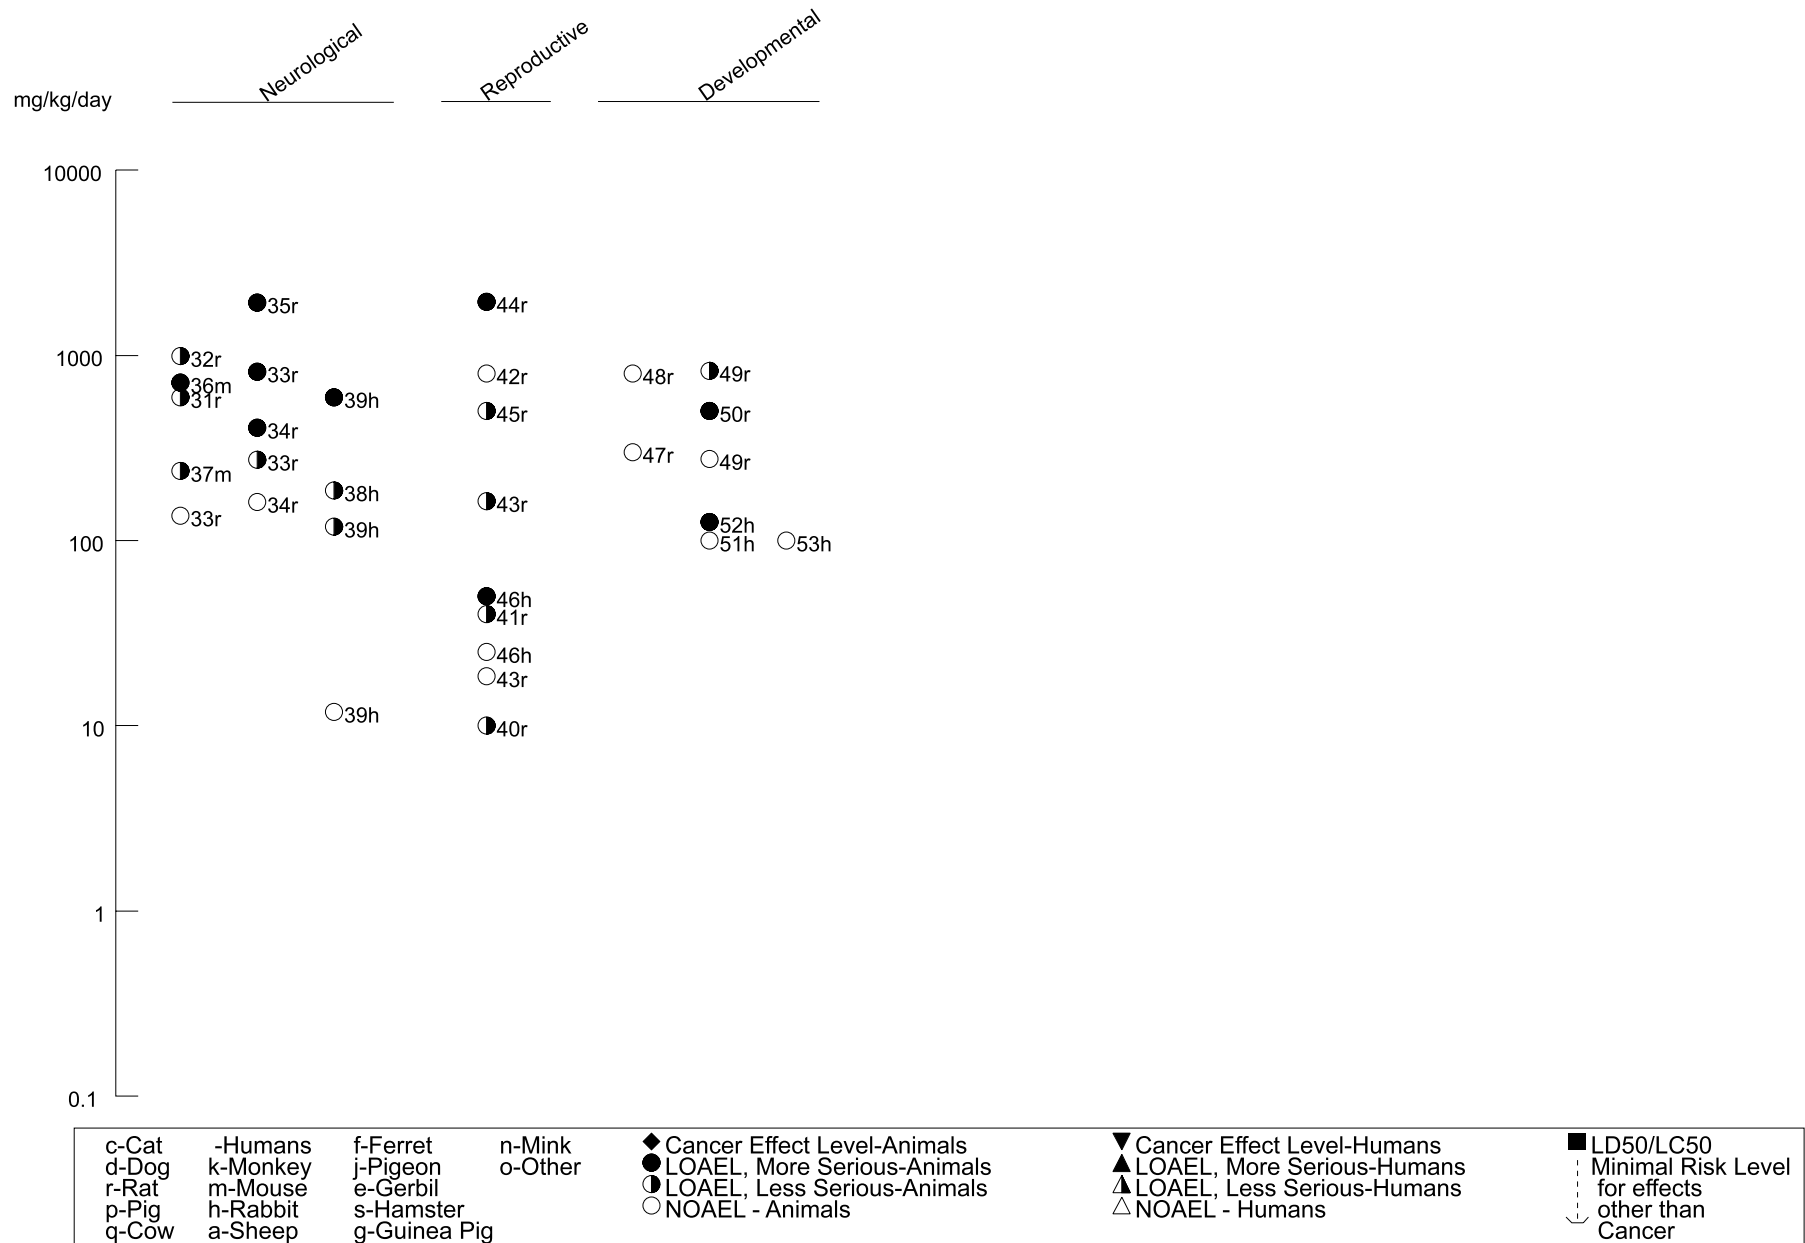 Neurological
Reproductive
Developmental
mg/kg/day
10000
35r
44r
1000
32r
33r
42r
48r
49r
36m
31r
39h
45r
50r
34r
33r
47r
49r
37m
38h
34r
43r
33r
39h
52h
100
51h
53h
46h
41r
46h
43r
39h
10
40r
1
0.1
c-Cat -Humans f-Ferret n-Mink Cancer Effect Level-Animals Cancer Effect Level-Humans LD50/LC50
d-Dog k-Monkey j-Pigeon o-Other LOAEL, More Serious-Animals LOAEL, More Serious-Humans Minimal Risk Level
r-Rat m-Mouse e-Gerbil LOAEL, Less Serious-Animals LOAEL, Less Serious-Humans for effects
p-Pig h-Rabbit s-Hamster NOAEL - Animals NOAEL - Humans other than
q-Cow a-Sheep g-Guinea Pig Cancer